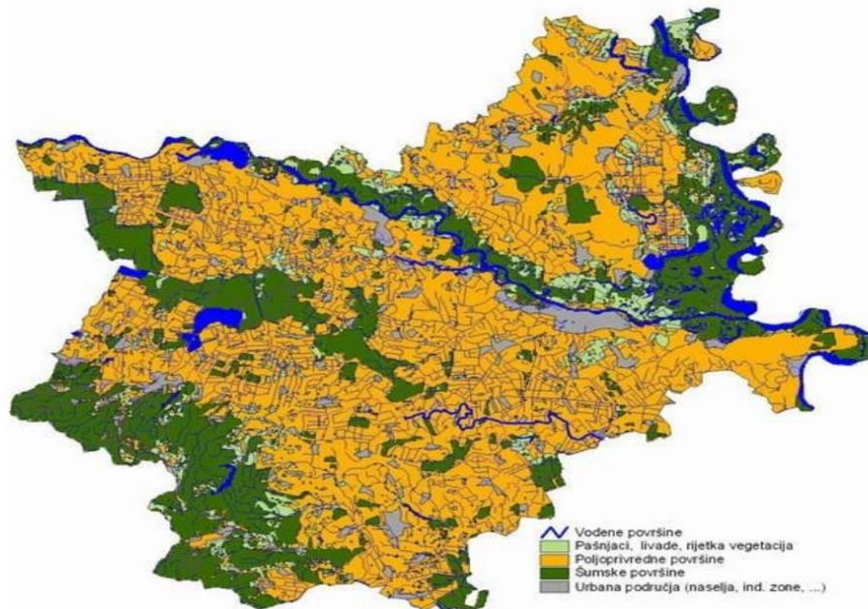 Vodene površine
Pašnjaci, livade, rijetka vegetacija
Poljoprivredne površine
Šumske površine
Urbana područja (naselja, ind. zone, ...)